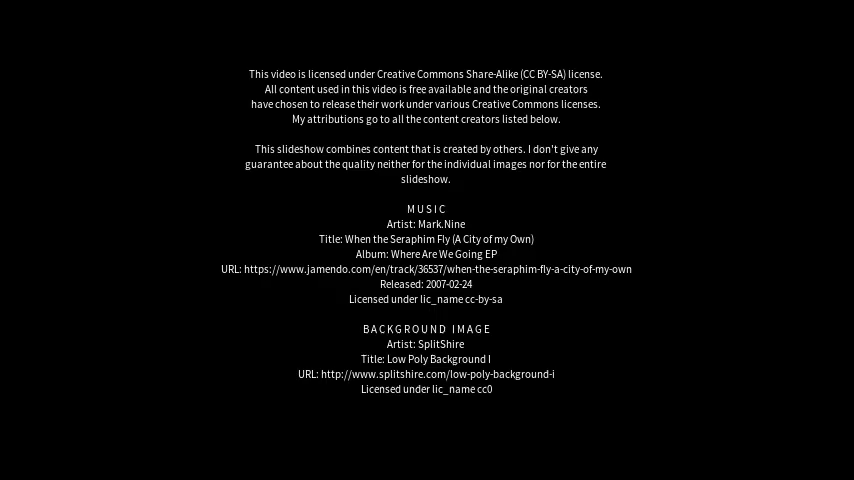 This video is licensed under Creative Commons Share-Alike (CC BY-SA) license.
All content used in this video is free available and the original creators
have chosen to release their work under various Creative Commons licenses.
My attributions go to all the content creators listed below.
This slideshow combines content that is created by others. I don't give any
guarantee about the quality neither for the individual images nor for the entire
slideshow.
MUSIC
Artist: Mark.Nine
Title: When the Seraphim Fly (A City of my Own)
Album: Where Are We Going EP
URL: https://www.jamendo.com/en/track/36537/when-the-seraphim-fly-a-city-of-my-own
Released: 2007-02-24
Licensed under lic_name cc-by-sa
BACKGROUND IMAGE
Artist: SplitShire
Title: Low Poly Background I
URL: http://www.splitshire.com/low-poly-background-i
Licensed under lic_name cc0